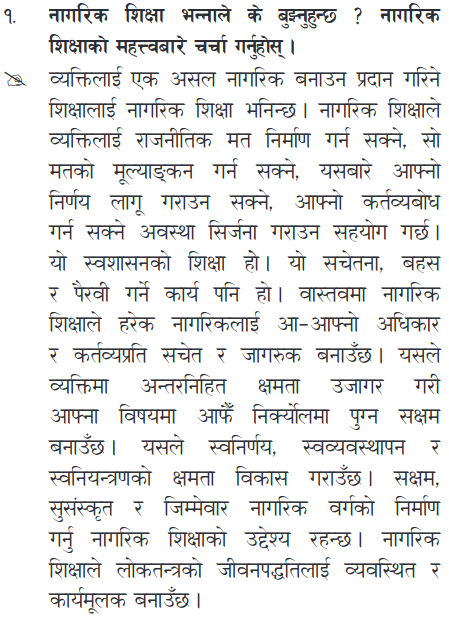 १. नागरिक शिक्षा भन्नाले के बुझ्नुहुन्छ ? नागरिक
शिक्षाको महत्त्वबारे चर्चा गर्नुहोस् ।
व्यक्तिलाई एक असल नागरिक बनाउन प्रदान गरिने
शिक्षालाई नागरिक शिक्षा भनिन्छ । नागरिक शिक्षाले
व्यक्तिलाई राजनीतिक मत निर्माण गर्न सक्ने, सो
मतको मूल्याङ्कन गर्न सक्ने, यसबारे आफ्नो
निर्णय लागू गराउन सक्ने, आफ्नो कर्तव्यबोध
गर्न सक्ने अवस्था सिर्जना गराउन सहयोग गर्छ ।
यो स्वशासनको शिक्षा हो । यो सचेतना, बहस
र पैरवी गर्ने कार्य पनि हो । वास्तवमा नागरिक
शिक्षाले हरेक नागरिकलाई आ-आफ्नो अधिकार
र कर्तव्यप्रति सचेत र जागरुक बनाउँछ । यसले
व्यक्तिमा अन्तरनिहित क्षमता उजागर गरी
आफ्ना विषयमा आफैँ निर्क्योलमा पुग्न सक्षम
बनाउँछ । यसले स्वनिर्णय, स्वव्यवस्थापन र
स्वनियन्त्रणको क्षमता विकास गराउँछ । सक्षम,
सुसंस्कृत र जिम्मेवार नागरिक वर्गको निर्माण
गर्नु नागरिक शिक्षाको उद्देश्य रहन्छ । नागरिक
शिक्षाले लोकतन्त्रको जीवनपद्धतिलाई व्यवस्थित र
कार्यमूलक बनाउँछ ।